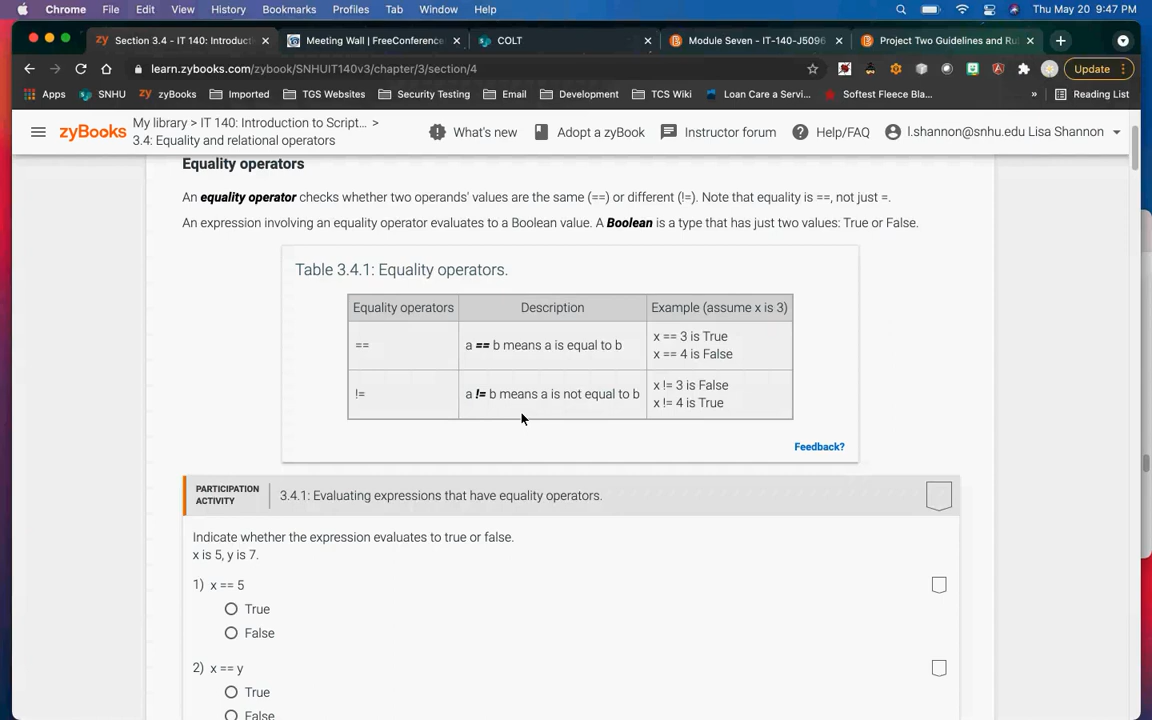 Chrome File Edit View History Bookmarks Profiles Tab Window Help Thu May 20 9:47 PM
Section 3.4 - IT 140: Introducti Meeting Wall | FreeConference COLT Module Seven - IT-140-J5096 Project Two Guidelines and Ru
learn.zybooks.com/zybook/SNHUIT140v3/chapter/3/section/4 Update
Apps SNHU zyBooks Imported TGS Websites Security Testing Email Development TCS Wiki Loan Care a Servi... Softest Fleece Bla... » Reading List
zyBooks My library > IT 140: Introduction to Script... >
3.4: Equality and relational operators
What's new Adopt a zyBook Instructor forum Help/FAQ l.shannon@snhu.edu Lisa Shannon
Equality operators
An equality operator checks whether two operands' values are the same (==) or different (!=). Note that equality is ==, not just =.
An expression involving an equality operator evaluates to a Boolean value. A Boolean is a type that has just two values: True or False.
Table 3.4.1: Equality operators.
Equality operators Description Example (assume x is 3)
== a == b means a is equal to b x == 3 is True
x == 4 is False
!= a != b means a is not equal to b x != 3 is False
x != 4 is True
Feedback?
PARTICIPATION
ACTIVITY
3.4.1: Evaluating expressions that have equality operators.
Indicate whether the expression evaluates to true or false.
x is 5, y is 7.
1) x == 5
True
False
2) x == y
True
False